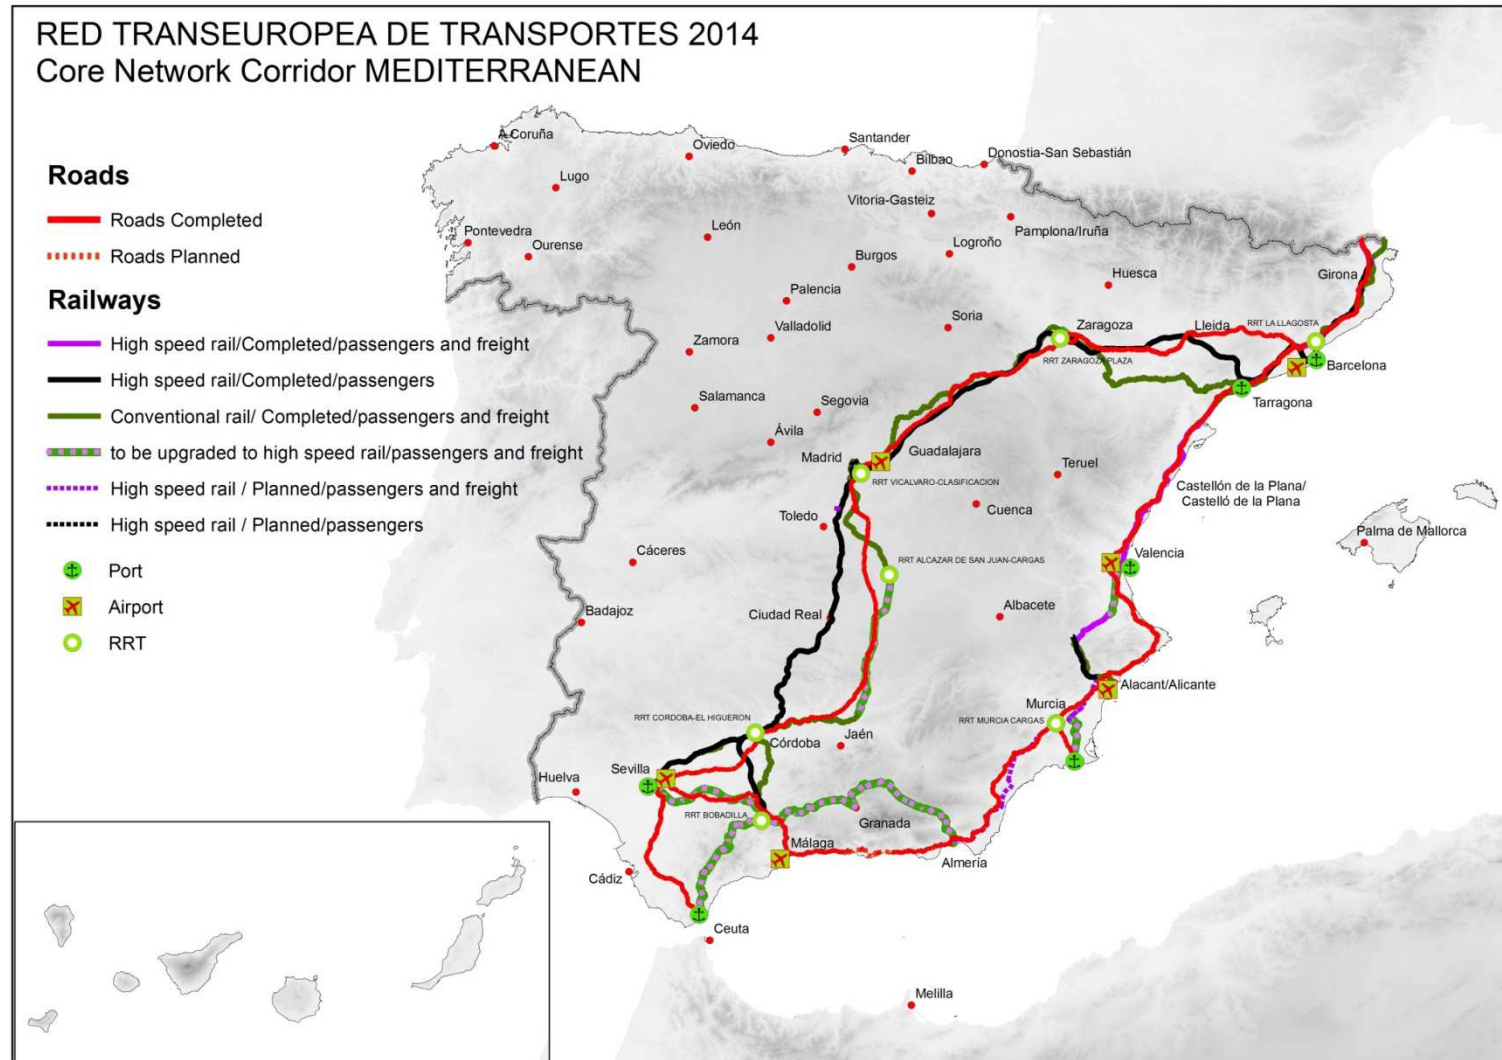 RED TRANSEUROPEA DE TRANSPORTES 2014
Core Network Corridor MEDITERRANEAN
Roads
Roads Completed
Roads Planned
Railways
High speed rail/Completed/passengers and freight
High speed rail/Completed/passengers
Conventional rail/ Completed/passengers and freight
to be upgraded to high speed rail/passengers and freight
High speed rail / Planned/passengers and freight
High speed rail / Planned/passengers
Port
Airport
RRT
A Coruña
Oviedo
Santander
Bilbao
Donostia-San Sebastián
Lugo
Vitoria-Gasteiz
León
Pamplona/Iruña
Pontevedra
Ourense
Logroño
Burgos
Huesca
Girona
Palencia
Soria
Valladolid
Zaragoza
Lleida
RRT LA LLAGOSTA
Zamora
RRT ZARAGOZA PLAZA
Barcelona
Salamanca
Segovia
Tarragona
Ávila
Madrid
Guadalajara
Teruel
RRT VICALVARO-CLASIFICACION
Castellón de la Plana/
Castelló de la Plana
Toledo
Cuenca
Palma de Mallorca
Cáceres
RRT ALCAZAR DE SAN JUAN-CARGAS
Valencia
Badajoz
Ciudad Real
Albacete
Alacant/Alicante
Murcia
RRT CORDOBA-EL HIGUERON
RRT MURCIA CARGAS
Córdoba
Jaén
Sevilla
Huelva
RRT BOBADILLA
Granada
Málaga
Almería
Cádiz
Ceuta
Melilla